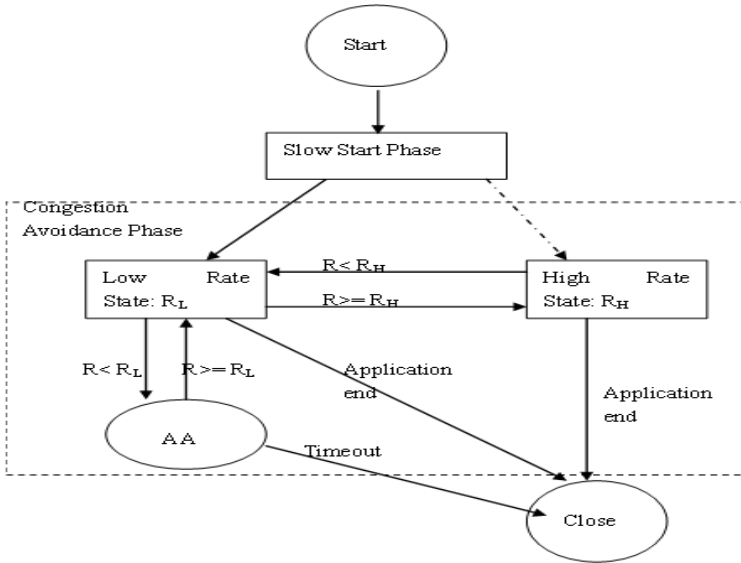 Start
Slow Start Phase
Congestion
Avoidance Phase
Low Rate
State: RL
R< RH
R>= RH
High Rate
State: RH
R< RL
R>= RL
Application
end
Application
end
AA
Timeout
Close